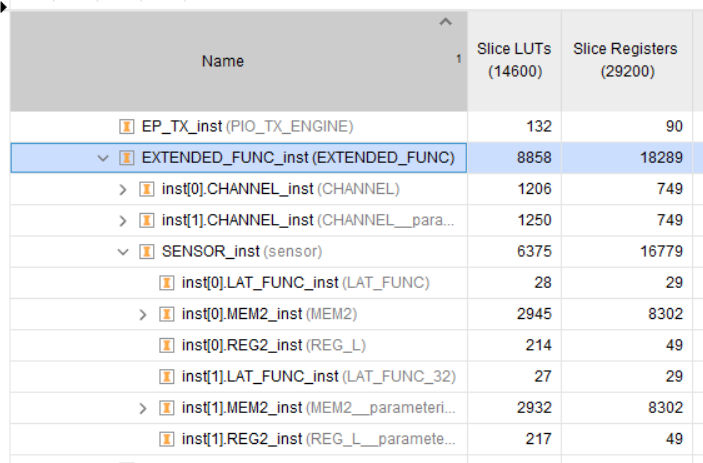 Name 1 Slice LUTs (14600) Slice Registers (29200)
EP_TX_inst (PIO_TX_ENGINE) 132 90
EXTENDED_FUNC_inst (EXTENDED_FUNC) 8858 18289
inst[0].CHANNEL_inst (CHANNEL) 1206 749
inst[1].CHANNEL_inst (CHANNEL__para... 1250 749
SENSOR_inst (sensor) 6375 16779
inst[0].LAT_FUNC_inst (LAT_FUNC) 28 29
inst[0].MEM2_inst (MEM2) 2945 8302
inst[0].REG2_inst (REG_L) 214 49
inst[1].LAT_FUNC_inst (LAT_FUNC_32) 27 29
inst[1].MEM2_inst (MEM2__parameteri... 2932 8302
inst[1].REG2_inst (REG_L__paramete... 217 49